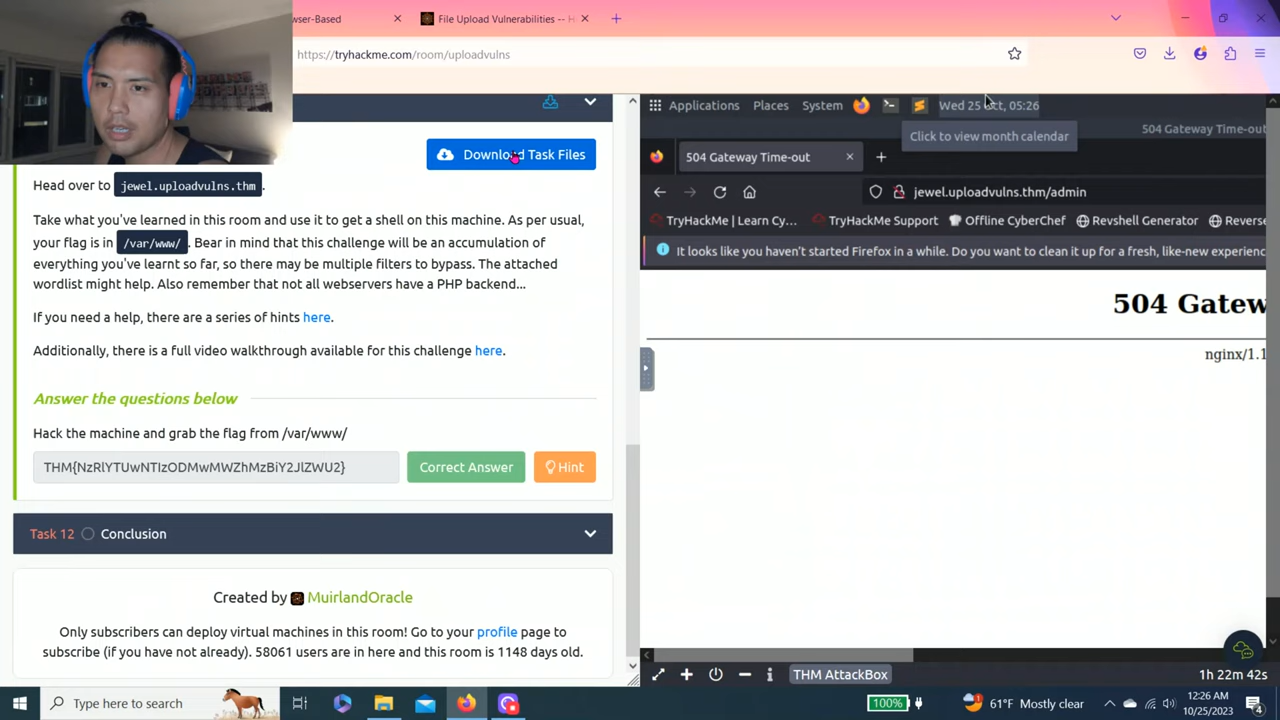 wser-Based
File Upload Vulnerabilities -- H
https://tryhackme.com/room/uploadvulns
Applications Places System Wed 25 Oct, 05:26
Click to view month calendar
504 Gateway Time-out
504 Gateway Time-out
jewel.uploadvulns.thm/admin
TryHackMe | Learn Cy... TryHackMe Support Offline CyberChef Revshell Generator Reverse
It looks like you haven't started Firefox in a while. Do you want to clean it up for a fresh, like-new experienc
504 Gatew
nginx/1.1
Download Task Files
Head over to jewel.uploadvulns.thm .
Take what you've learned in this room and use it to get a shell on this machine. As per usual,
your flag is in /var/www/ . Bear in mind that this challenge will be an accumulation of
everything you've learnt so far, so there may be multiple filters to bypass. The attached
wordlist might help. Also remember that not all webservers have a PHP backend...
If you need a help, there are a series of hints here.
Additionally, there is a full video walkthrough available for this challenge here.
Answer the questions below
Hack the machine and grab the flag from /var/www/
THM{NzRlYTUwNTIzODMwMWZhMzBiY2JlZWU2}
Correct Answer
Hint
Task 12 Conclusion
Created by MuirlandOracle
Only subscribers can deploy virtual machines in this room! Go to your profile page to
subscribe (if you have not already). 58061 users are in here and this room is 1148 days old.
THM AttackBox
1h 22m 42s
Type here to search
100%
61°F Mostly clear
12:26 AM
10/25/2023
4